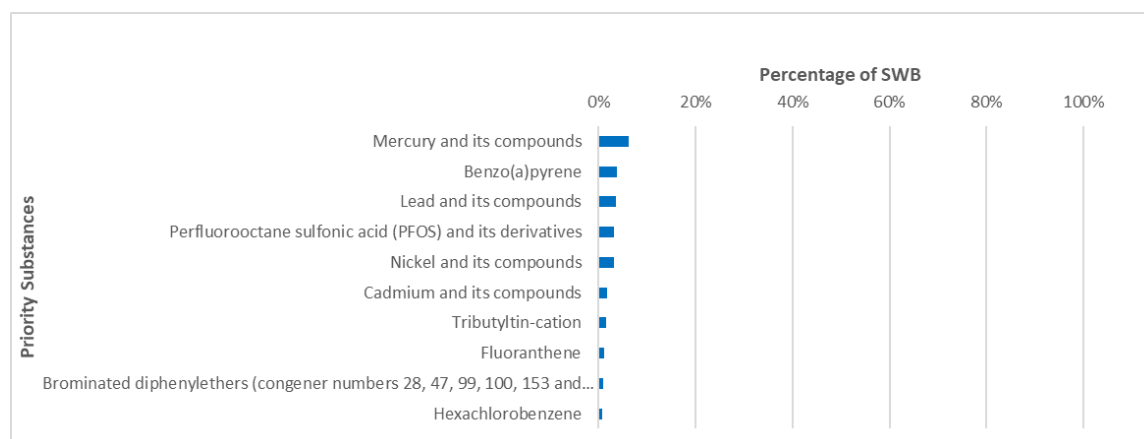 Percentage of SWB
0% 20% 40% 60% 80% 100%
Priority Substances
Mercury and its compounds
Benzo(a)pyrene
Lead and its compounds
Perfluorooctane sulfonic acid (PFOS) and its derivatives
Nickel and its compounds
Cadmium and its compounds
Tributyltin-cation
Fluoranthene
Brominated diphenylethers (congener numbers 28, 47, 99, 100, 153 and...
Hexachlorobenzene